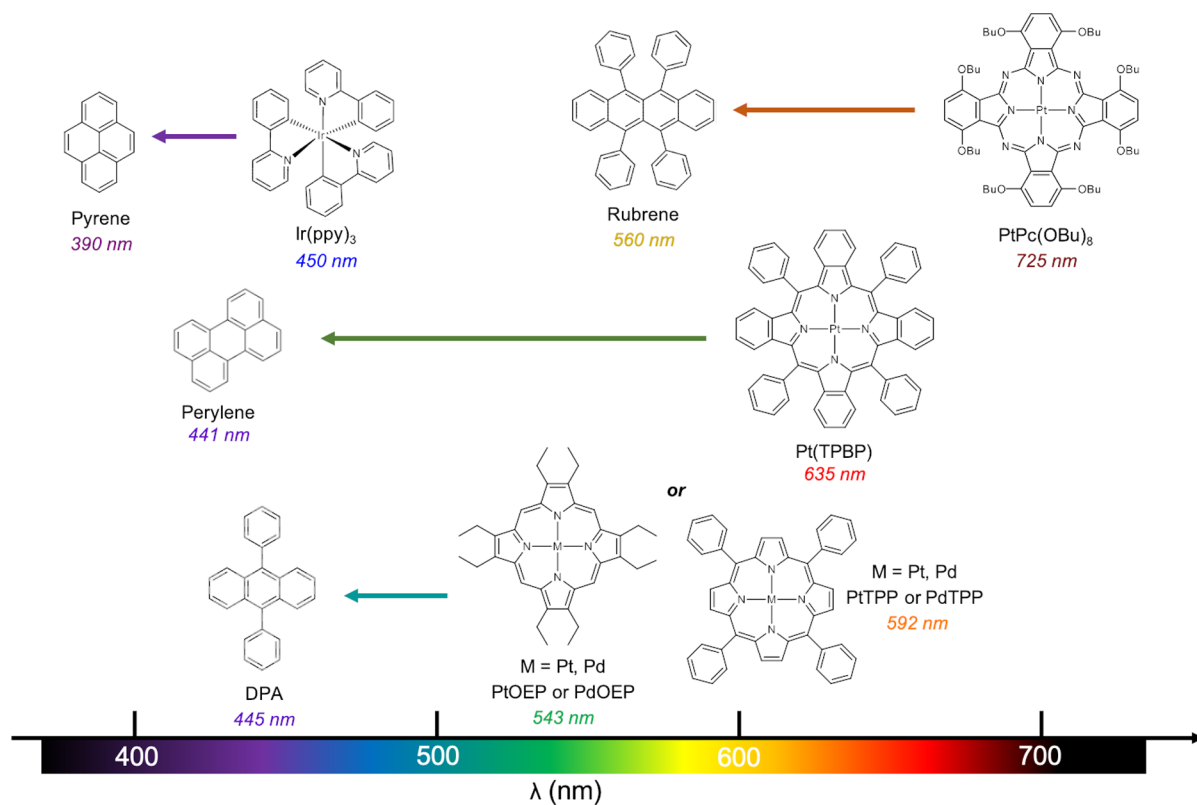 Pyrene
390 nm
Ir
N
N
N
Ir(ppy)₃
450 nm
Rubrene
560 nm
BuO
OBu
OBu
OBu
N
N
N
N
Pt
N
N
N
N
OBu
OBu
BuO
OBu
PtPc(OBu)₈
725 nm
Perylene
441 nm
N
N
Pt
N
N
Pt(TPBP)
635 nm
DPA
445 nm
N
N
M
N
N
M = Pt, Pd
PtOEP or PdOEP
543 nm
or
N
N
M
N
N
M = Pt, Pd
PtTPP or PdTPP
592 nm
400
500
600
700
λ (nm)